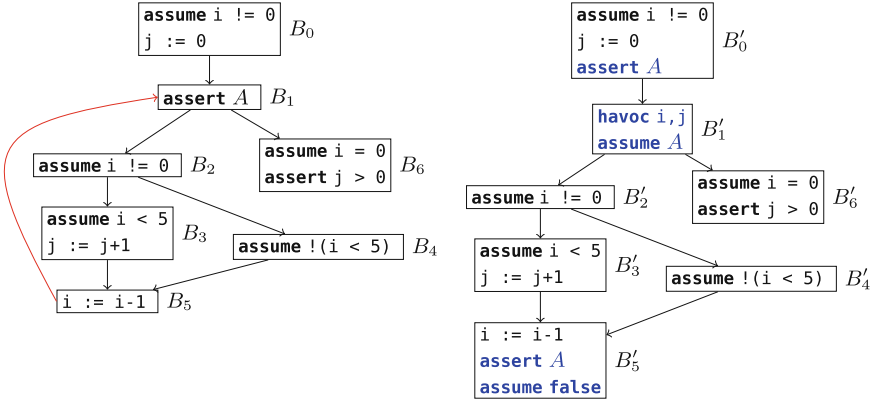 assume i != 0
j := 0
B₀
assert A
B₁
assume i != 0
B₂
assume i = 0
assert j > 0
B₆
assume i < 5
j := j+1
B₃
assume !(i < 5)
B₄
i := i-1
B₅
assume i != 0
j := 0
assert A
B′₀
havoc i,j
assume A
B′₁
assume i != 0
B′₂
assume i = 0
assert j > 0
B′₆
assume i < 5
j := j+1
B′₃
assume !(i < 5)
B′₄
i := i-1
assert A
assume false
B′₅